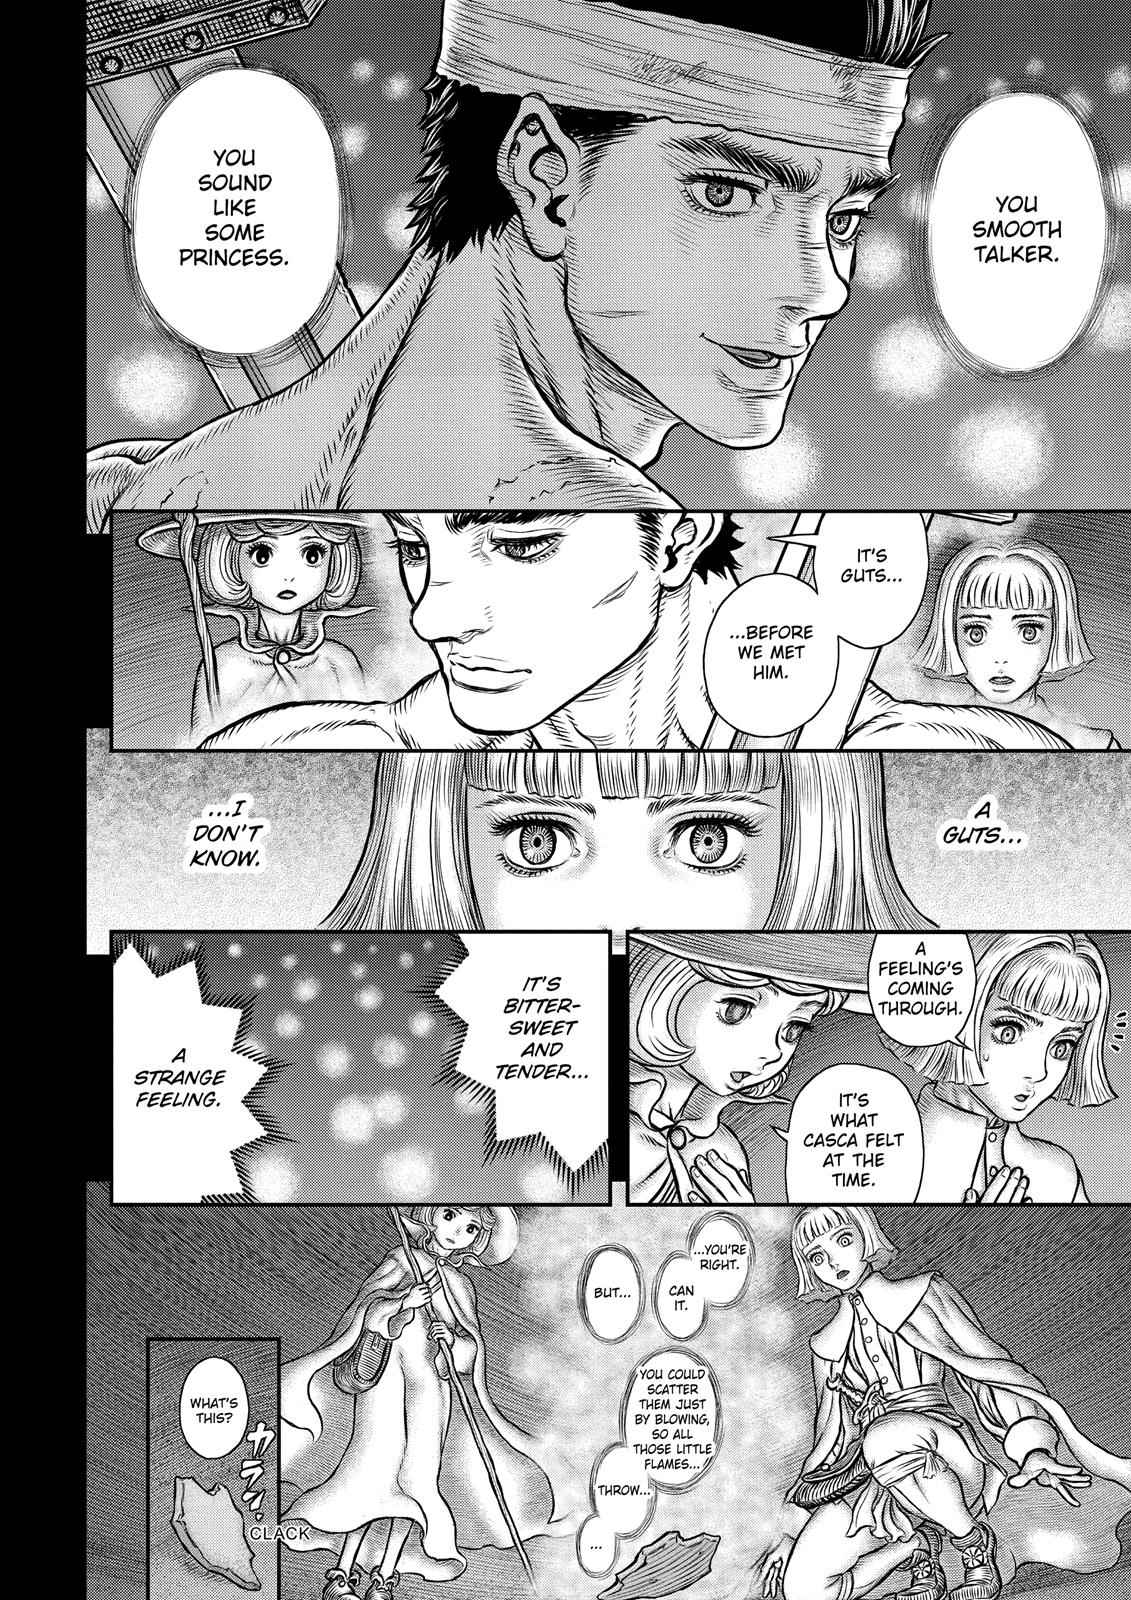 YOU
SMOOTH
TALKER.
YOU
SOUND
LIKE
SOME
PRINCESS.
IT'S
GUTS...
...BEFORE
WE MET
HIM.
A
GUTS...
...I
DON'T
KNOW.
A
FEELING'S
COMING
THROUGH.
IT'S
WHAT
CASCA FELT
AT THE
TIME.
IT'S
BITTER-
SWEET
AND
TENDER...
A
STRANGE
FEELING.
...YOU'RE
RIGHT.
CAN
IT.
BUT...
YOU COULD
SCATTER
THEM JUST
BY BLOWING,
SO ALL
THOSE LITTLE
FLAMES..."
THROW...
...
WHAT'S
THIS?
カラ
CLACK